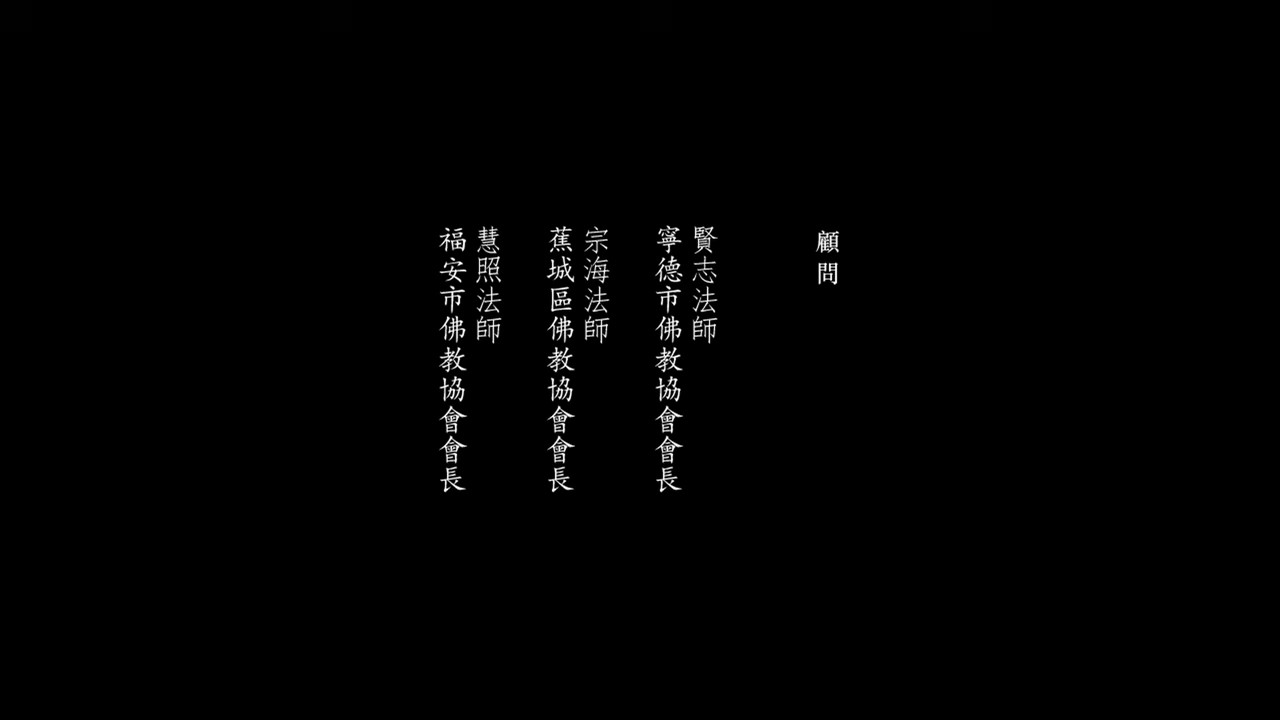 顧問
賢志法師
寧德市佛教協會會長
宗海法師
蕉城區佛教協會會長
慧照法師
福安市佛教協會會長